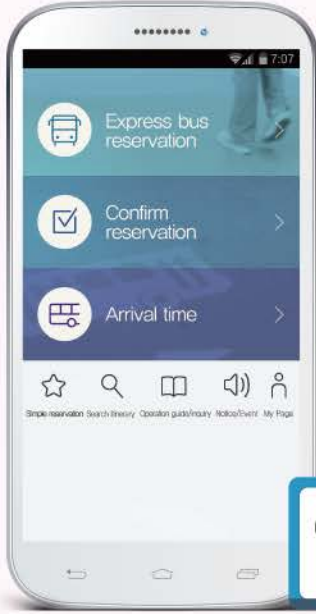 7:07
Express bus
reservation
Confirm
reservation
Arrival time
Simple reservation Search itinerary Operation guide/inquiry Notice/Event My Page